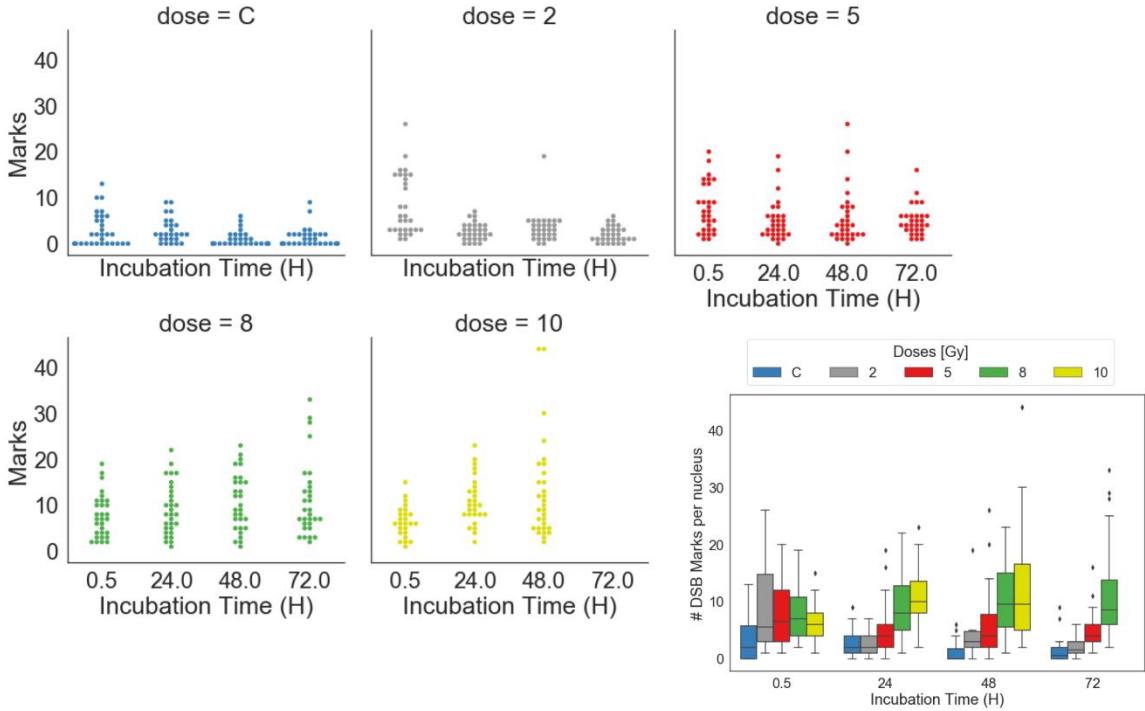 dose = C
dose = 2
dose = 5
40
30
20
10
0
Marks
Incubation Time (H)
Incubation Time (H)
0.5 24.0 48.0 72.0
Incubation Time (H)
dose = 8
dose = 10
40
30
20
10
0
Marks
0.5 24.0 48.0 72.0
Incubation Time (H)
0.5 24.0 48.0 72.0
Incubation Time (H)
Doses [Gy]
C 2 5 8 10
40
30
20
10
0
# DSB Marks per nucleus
0.5 24 48 72
Incubation Time (H)